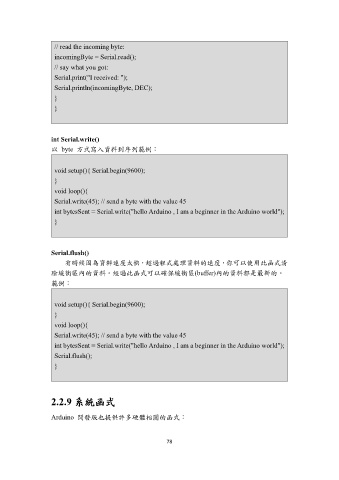 // read the incoming byte:
incomingByte = Serial.read();
// say what you got:
Serial.print("I received: ");
Serial.println(incomingByte, DEC);
}
}
int Serial.write()
以 byte 方式寫入資料到序列範例：
void setup(){ Serial.begin(9600);
}
void loop(){
Serial.write(45); // send a byte with the value 45
int bytesSent = Serial.write("hello Arduino , I am a beginner in the Arduino world");
}
Serial.flush()
有時候因為資料速度太快，超過程式處理資料的速度，你可以使用此函式清
除緩衝區內的資料。經過此函式可以確保緩衝區(buffer)內的資料都是最新的。
範例：
void setup(){ Serial.begin(9600);
}
void loop(){
Serial.write(45); // send a byte with the value 45
int bytesSent = Serial.write("hello Arduino , I am a beginner in the Arduino world");
Serial.flush();
}
2.2.9 系統函式
Arduino 開發版也提供許多硬體相關的函式：
78